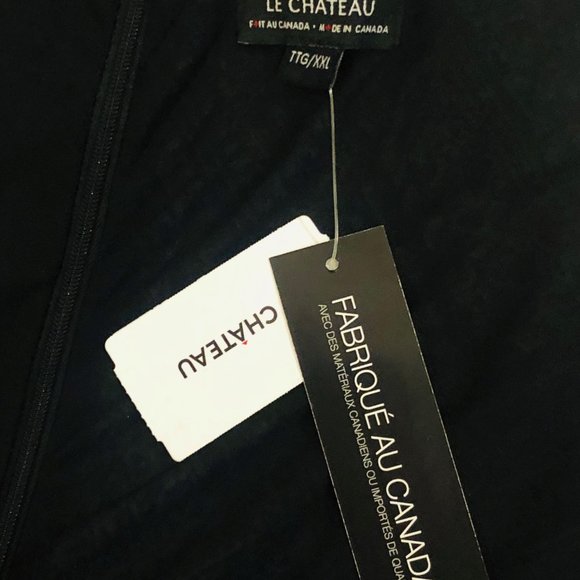 LE CHÂTEAU
FAIT AU CANADA • MADE IN CANADA
TTG/XXL
CHÂTEAU
FABRIQUÉ AU CANADA
AVEC DES MATÉRIAUX CANADIENS OU IMPORTÉS DE